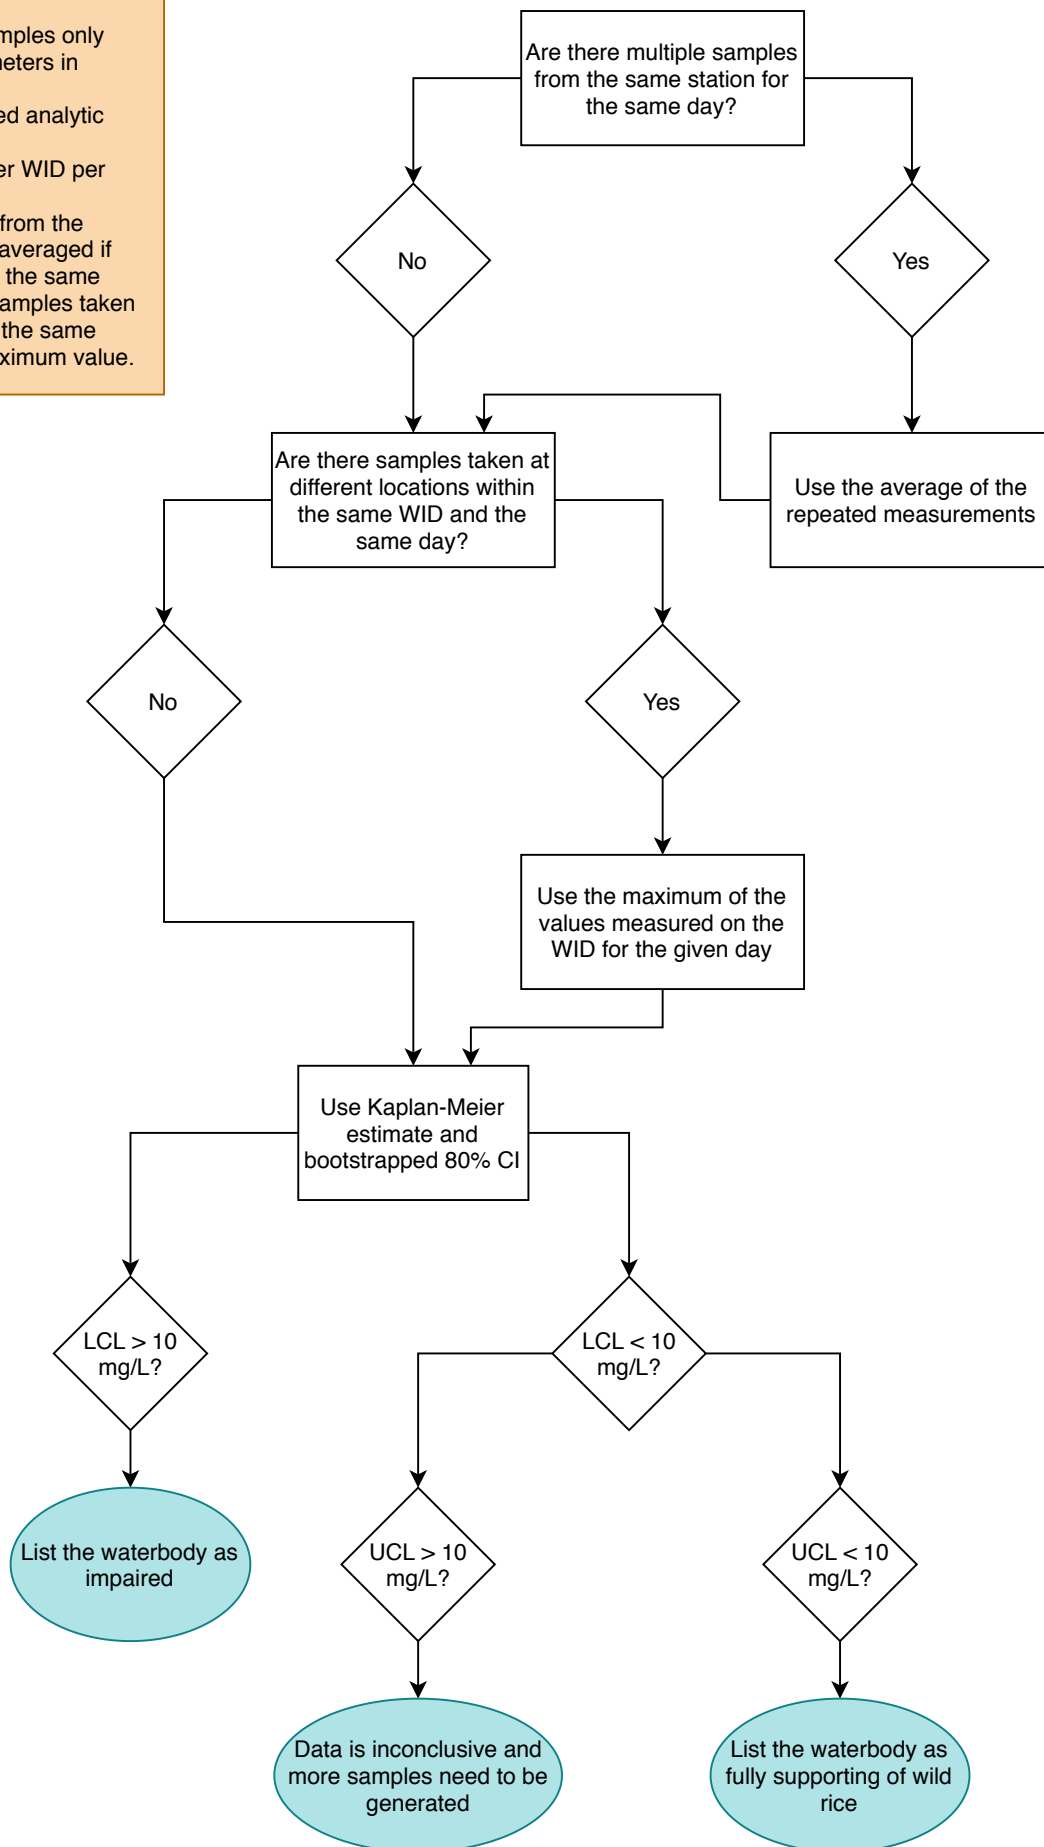 mples only
neters in
ed analytic
er WID per
from the
averaged if
the same
amples taken
the same
ximum value.
Are there multiple samples
from the same station for
the same day?
No
Yes
Are there samples taken at
different locations within
the same WID and the
same day?
Use the average of the
repeated measurements
No
Yes
Use the maximum of the
values measured on the
WID for the given day
Use Kaplan-Meier
estimate and
bootstrapped 80% CI
LCL > 10
mg/L?
LCL < 10
mg/L?
List the waterbody as
impaired
UCL > 10
mg/L?
UCL < 10
mg/L?
Data is inconclusive and
more samples need to be
generated
List the waterbody as
fully supporting of wild
rice